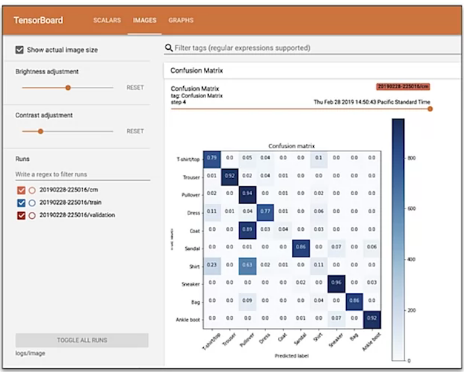 TensorBoard SCALARS IMAGES GRAPHS
Show actual image size
Brightness adjustment
RESET
Contrast adjustment
RESET
Runs
Write a regex to filter runs
20190228-225016/cm
20190228-225016/train
20190228-225016/validation
TOGGLE ALL RUNS
logs/image
Filter tags (regular expressions supported)
Confusion Matrix
Confusion Matrix
tag: Confusion Matrix
step 4
20190228-225016/cm
Thu Feb 28 2019 14:50:43 Pacific Standard Time
Confusion matrix
T-shirt/top 0.79 0.0 0.05 0.04 0.0 0.0 0.1 0.0 0.0 0.0
Trouser 0.0 0.92 0.02 0.04 0.0 0.0 0.0 0.0 0.0 0.0
Pullover 0.02 0.0 0.94 0.0 0.0 0.0 0.02 0.0 0.0 0.0
Dress 0.11 0.01 0.04 0.77 0.0 0.0 0.06 0.0 0.0 0.0
Coat 0.0 0.0 0.89 0.03 0.04 0.0 0.03 0.0 0.0 0.0
Sandal 0.0 0.0 0.0 0.0 0.0 0.86 0.0 0.07 0.0 0.06
Shirt 0.23 0.0 0.63 0.02 0.01 0.0 0.11 0.0 0.0 0.0
Sneaker 0.0 0.0 0.0 0.0 0.0 0.0 0.0 0.96 0.0 0.03
Bag 0.0 0.0 0.09 0.0 0.0 0.0 0.04 0.0 0.86 0.0
Ankle boot 0.0 0.0 0.0 0.0 0.0 0.01 0.0 0.07 0.0 0.92
T-shirt/top Trouser Pullover Dress Coat Sandal Shirt Sneaker Bag Ankle boot
Predicted label
800
600
400
200
0